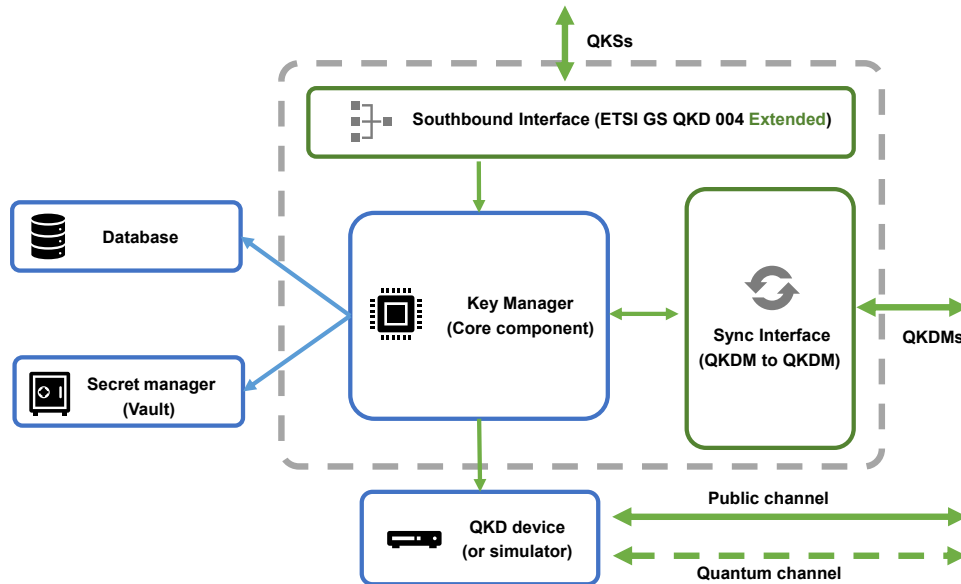 QKSs
Southbound Interface (ETSI GS QKD 004 Extended)
Database
Key Manager
(Core component)
Sync Interface
(QKDM to QKDM)
QKDMs
Secret manager
(Vault)
QKD device
(or simulator)
Public channel
Quantum channel